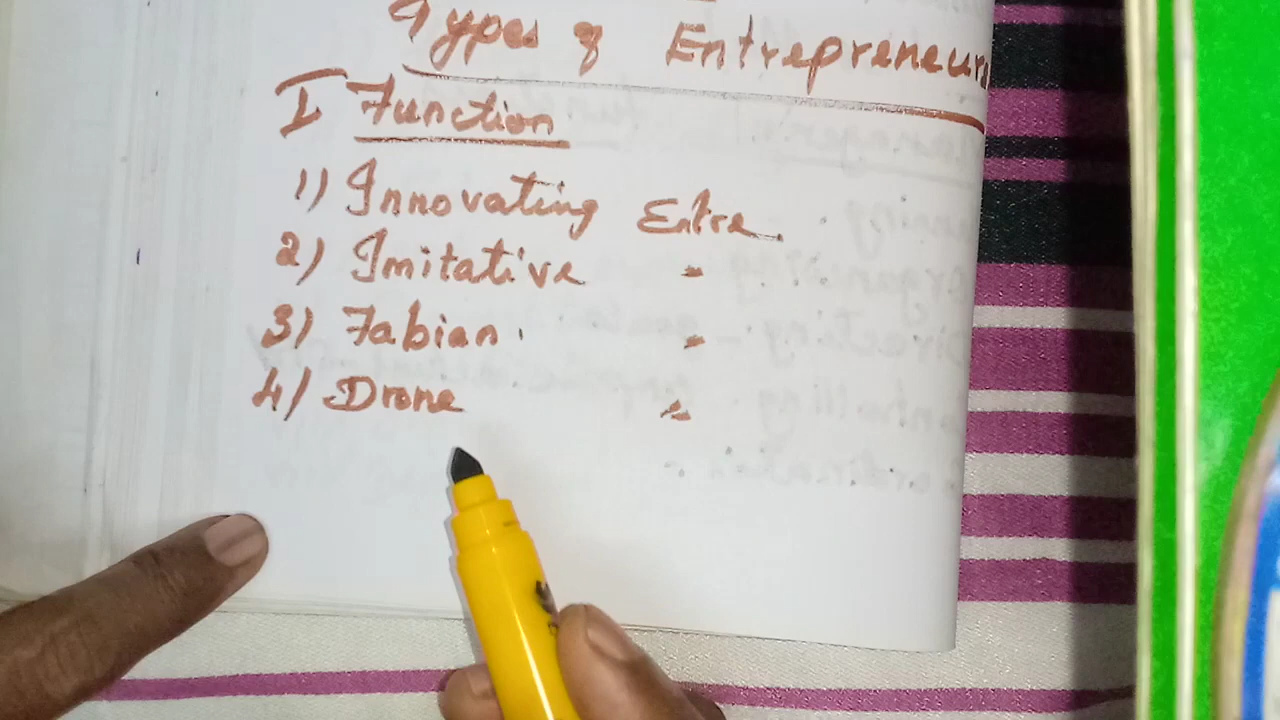 Types of Entrepreneurs
I Function
1) Innovating Entre.
2) Imitative "
3) Fabian "
4) Drone "